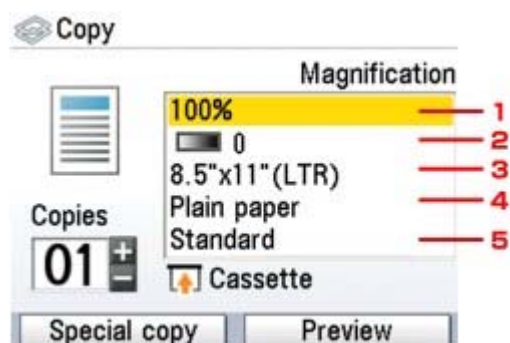 Copy
Magnification
100%
0
8.5"x11"(LTR)
Plain paper
Standard
Copies
01 + -
Cassette
Special copy
Preview
1
2
3
4
5